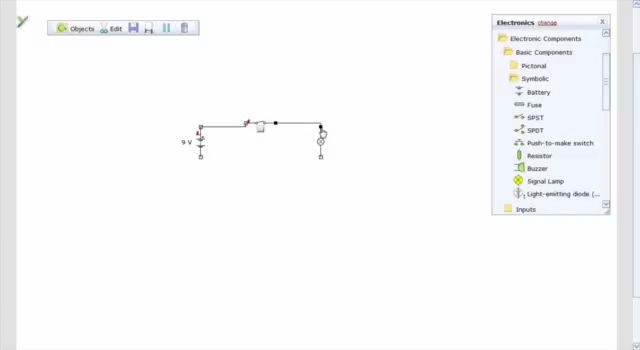 Objects Edit
Electronics change x
Electronic Components
Basic Components
Pictorial
Symbolic
Battery
Fuse
SPST
SPDT
Push-to-make switch
Resistor
Buzzer
Signal Lamp
Light-emitting diode (...
Inputs
9 V